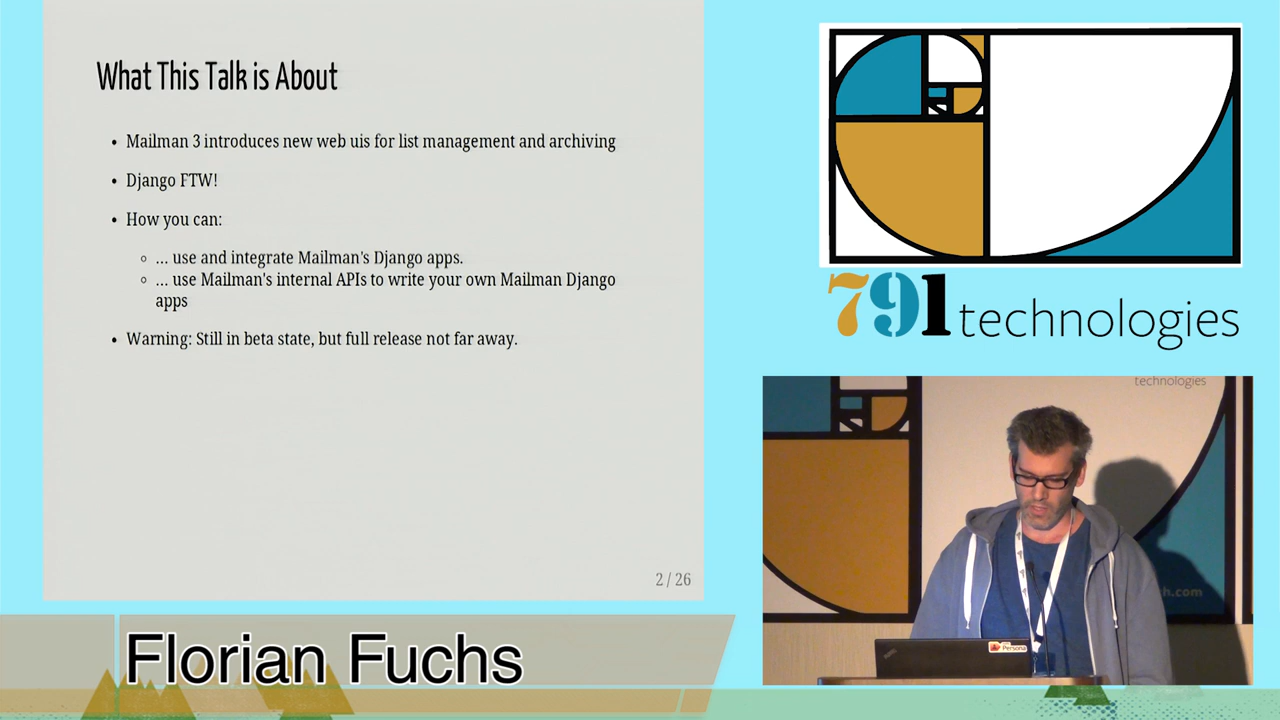 What This Talk is About
• Mailman 3 introduces new web uis for list management and archiving
• Django FTW!
• How you can:
◦ ... use and integrate Mailman's Django apps.
◦ ... use Mailman's internal APIs to write your own Mailman Django
apps
• Warning: Still in beta state, but full release not far away.
2 / 26
791 technologies
technologies
h.com
Persona
Florian Fuchs